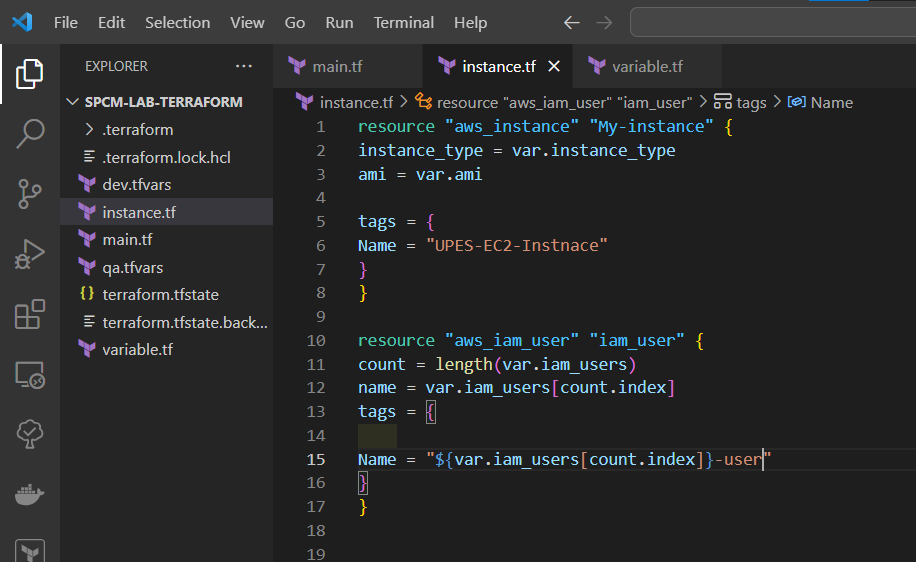 File Edit Selection View Go Run Terminal Help
EXPLORER ···
main.tf instance.tf variable.tf
instance.tf > resource "aws_iam_user" "iam_user" > tags > Name
SPCM-LAB-TERRAFORM
.terraform
.terraform.lock.hcl
dev.tfvars
instance.tf
main.tf
qa.tfvars
terraform.tfstate
terraform.tfstate.back...
variable.tf
1 resource "aws_instance" "My-instance" {
2 instance_type = var.instance_type
3 ami = var.ami
4
5 tags = {
6 Name = "UPES-EC2-Instnace"
7 }
8 }
9
10 resource "aws_iam_user" "iam_user" {
11 count = length(var.iam_users)
12 name = var.iam_users[count.index]
13 tags = {
14
15 Name = "${var.iam_users[count.index]}-user"
16 }
17 }
18
19